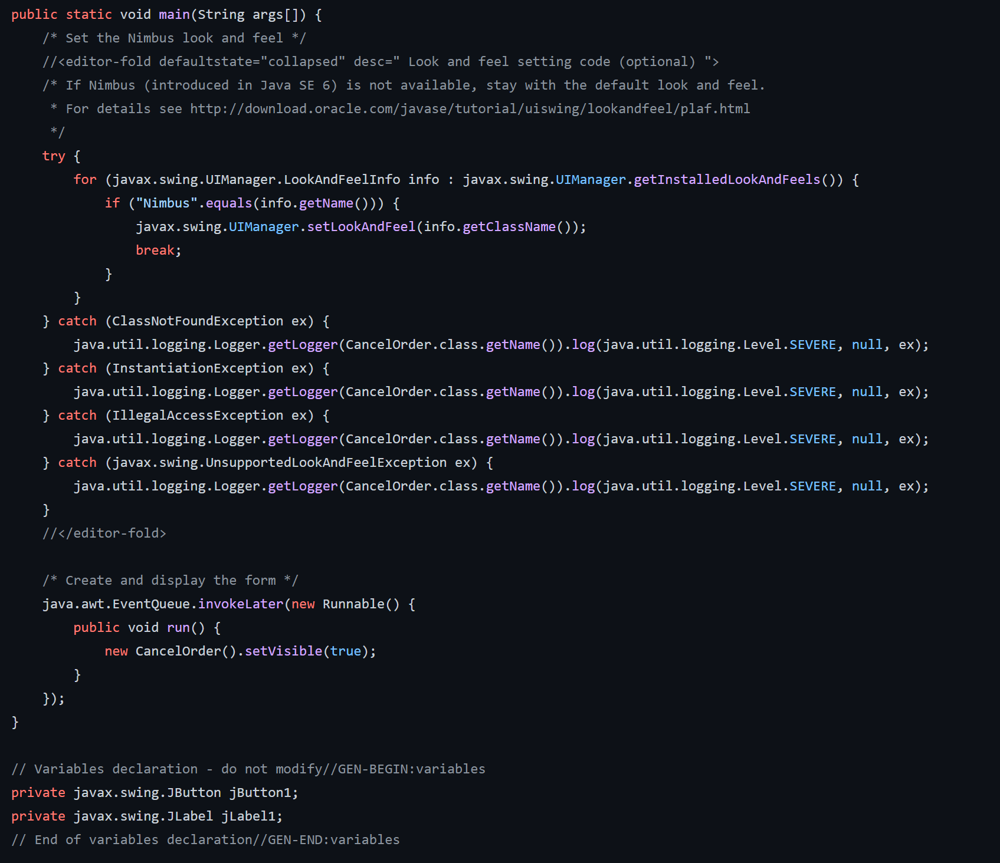 public static void main(String args[]) {
    /* Set the Nimbus look and feel */
    //<editor-fold defaultstate="collapsed" desc=" Look and feel setting code (optional) ">
    /* If Nimbus (introduced in Java SE 6) is not available, stay with the default look and feel.
     * For details see http://download.oracle.com/javase/tutorial/uiswing/lookandfeel/plaf.html
     */
    try {
        for (javax.swing.UIManager.LookAndFeelInfo info : javax.swing.UIManager.getInstalledLookAndFeels()) {
            if ("Nimbus".equals(info.getName())) {
                javax.swing.UIManager.setLookAndFeel(info.getClassName());
                break;
            }
        }
    } catch (ClassNotFoundException ex) {
        java.util.logging.Logger.getLogger(CancelOrder.class.getName()).log(java.util.logging.Level.SEVERE, null, ex);
    } catch (InstantiationException ex) {
        java.util.logging.Logger.getLogger(CancelOrder.class.getName()).log(java.util.logging.Level.SEVERE, null, ex);
    } catch (IllegalAccessException ex) {
        java.util.logging.Logger.getLogger(CancelOrder.class.getName()).log(java.util.logging.Level.SEVERE, null, ex);
    } catch (javax.swing.UnsupportedLookAndFeelException ex) {
        java.util.logging.Logger.getLogger(CancelOrder.class.getName()).log(java.util.logging.Level.SEVERE, null, ex);
    }
    //</editor-fold>

    /* Create and display the form */
    java.awt.EventQueue.invokeLater(new Runnable() {
        public void run() {
            new CancelOrder().setVisible(true);
        }
    });
}

// Variables declaration - do not modify//GEN-BEGIN:variables
private javax.swing.JButton jButton1;
private javax.swing.JLabel jLabel1;
// End of variables declaration//GEN-END:variables